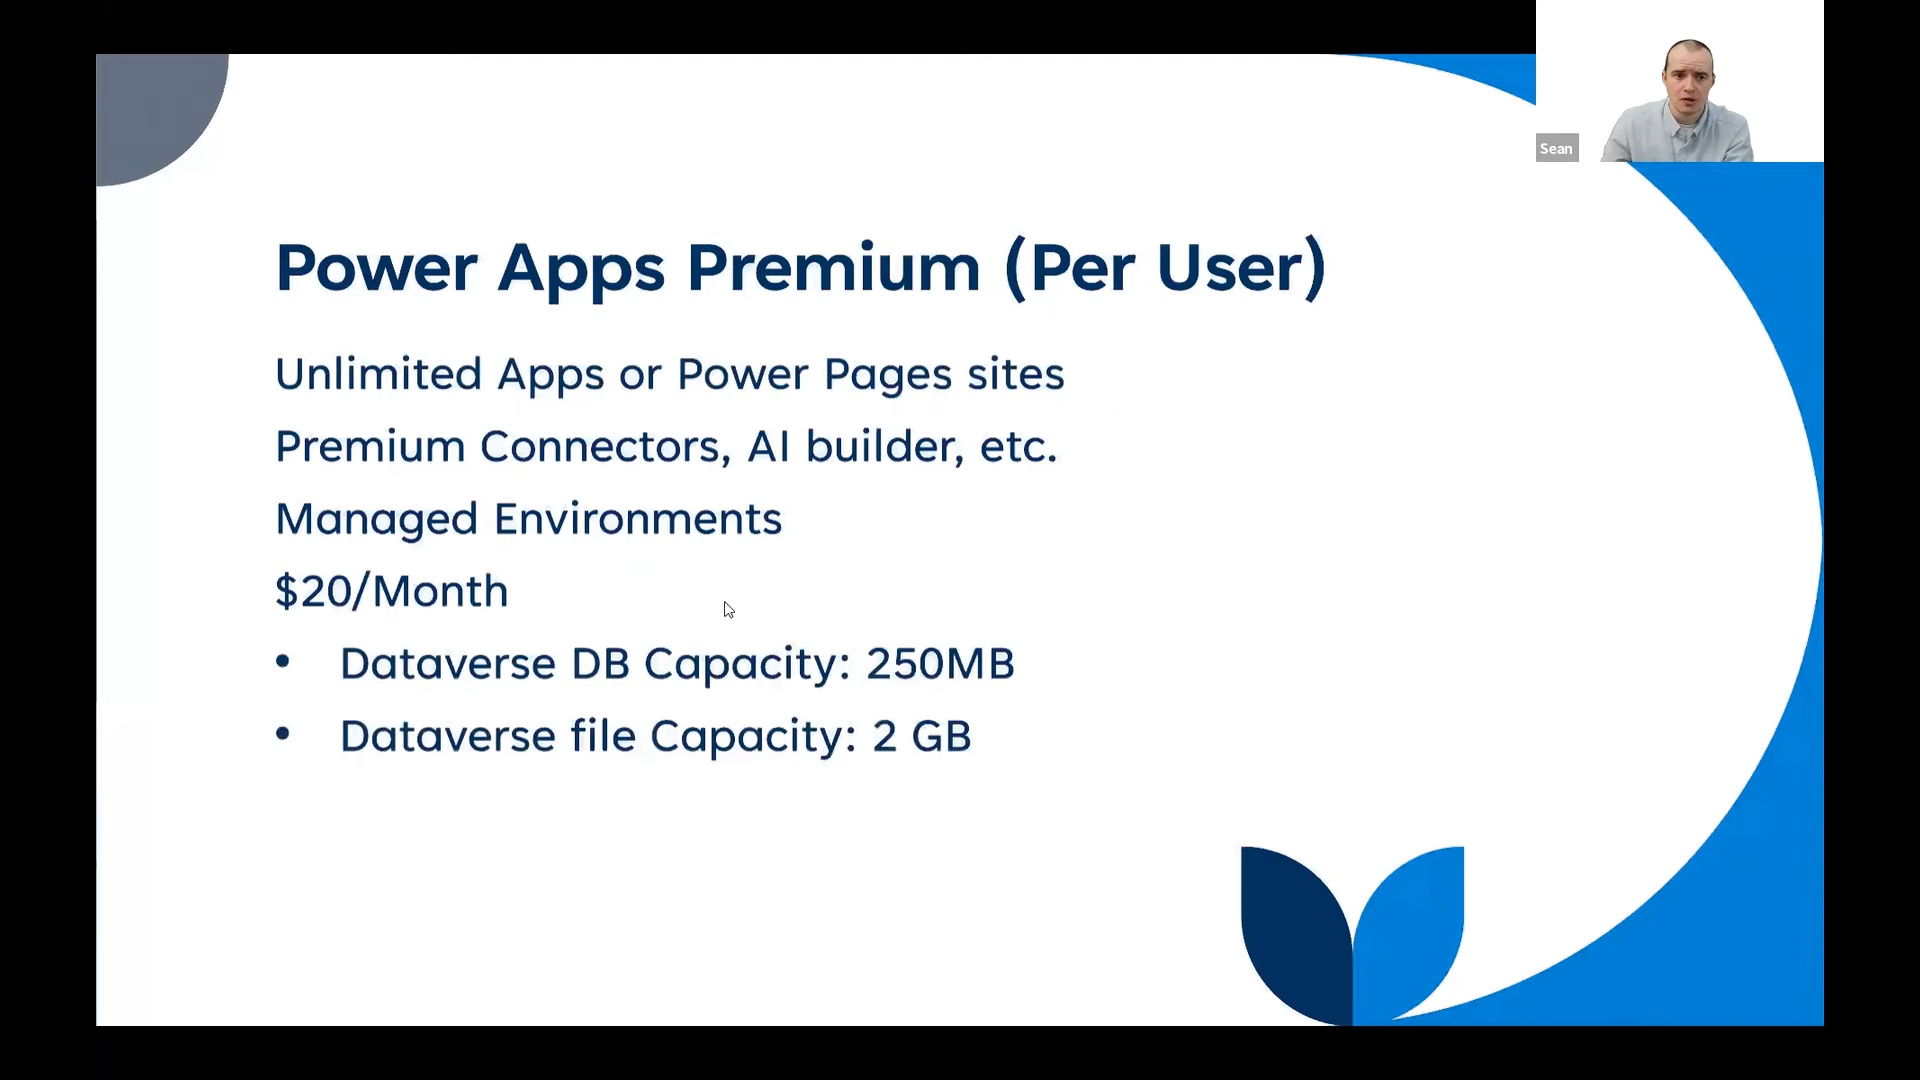 Sean
Power Apps Premium (Per User)
Unlimited Apps or Power Pages sites
Premium Connectors, AI builder, etc.
Managed Environments
$20/Month
• Dataverse DB Capacity: 250MB
• Dataverse file Capacity: 2 GB